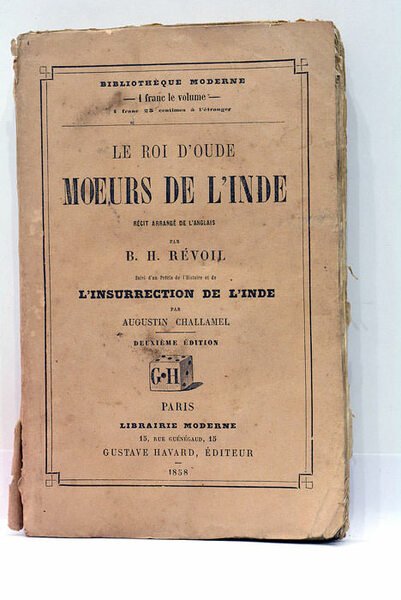 BIBLIOTHÈQUE MODERNE
— 1 franc le volume —
1 franc 25 centimes à l'étranger
LE ROI D'OUDE
MŒURS DE L'INDE
RÉCIT ARRANGÉ DE L'ANGLAIS
PAR
B. H. RÉVOIL
Suivi d'un Précis de l'Histoire et de
L'INSURRECTION DE L'INDE
PAR
AUGUSTIN CHALLAMEL
DEUXIÈME ÉDITION
G•H
PARIS
LIBRAIRIE MODERNE
15, RUE GUÉNÉGAUD, 15
GUSTAVE HAVARD, ÉDITEUR
—
1858